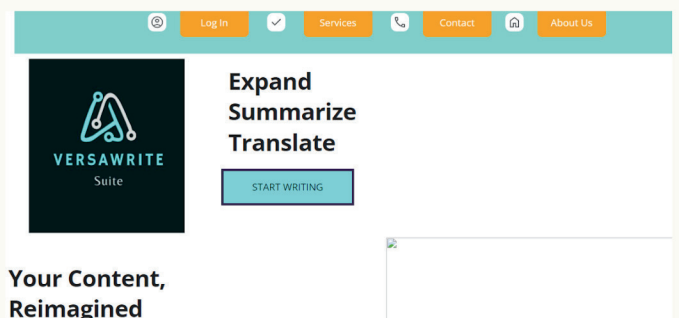 Log In
Services
Contact
About Us
Expand
Summarize
Translate
VERSAWRITE
Suite
START WRITING
Your Content,
Reimagined